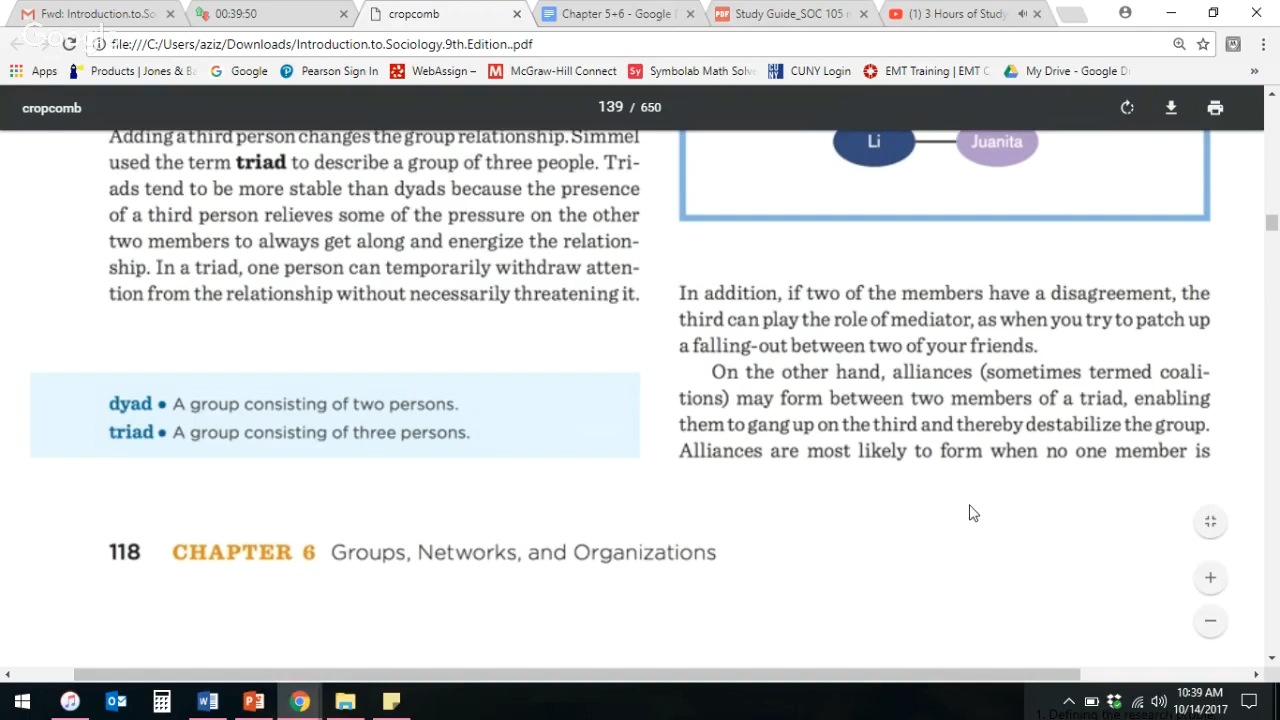 Fwd: Introduction.to.So
00:39:50
cropcomb
Chapter 5+6 - Google
PDF Study Guide_SOC 105
(1) 3 Hours of Study
file:///C:/Users/aziz/Downloads/Introduction.to.Sociology.9th.Edition..pdf
Google
Apps
Products | Jones & Ba
Google
Pearson Sign In
WebAssign –
McGraw-Hill Connect
Symbolab Math Solve
CUNY Login
EMT Training | EMT C
My Drive - Google D
»
cropcomb
139 / 650
Adding a third person changes the group relationship. Simmel
used the term triad to describe a group of three people. Tri-
ads tend to be more stable than dyads because the presence
of a third person relieves some of the pressure on the other
two members to always get along and energize the relation-
ship. In a triad, one person can temporarily withdraw atten-
tion from the relationship without necessarily threatening it.
dyad • A group consisting of two persons.
triad • A group consisting of three persons.
Li
Juanita
In addition, if two of the members have a disagreement, the
third can play the role of mediator, as when you try to patch up
a falling-out between two of your friends.
On the other hand, alliances (sometimes termed coali-
tions) may form between two members of a triad, enabling
them to gang up on the third and thereby destabilize the group.
Alliances are most likely to form when no one member is
118 CHAPTER 6 Groups, Networks, and Organizations
10:39 AM
10/14/2017
1. Defining the research